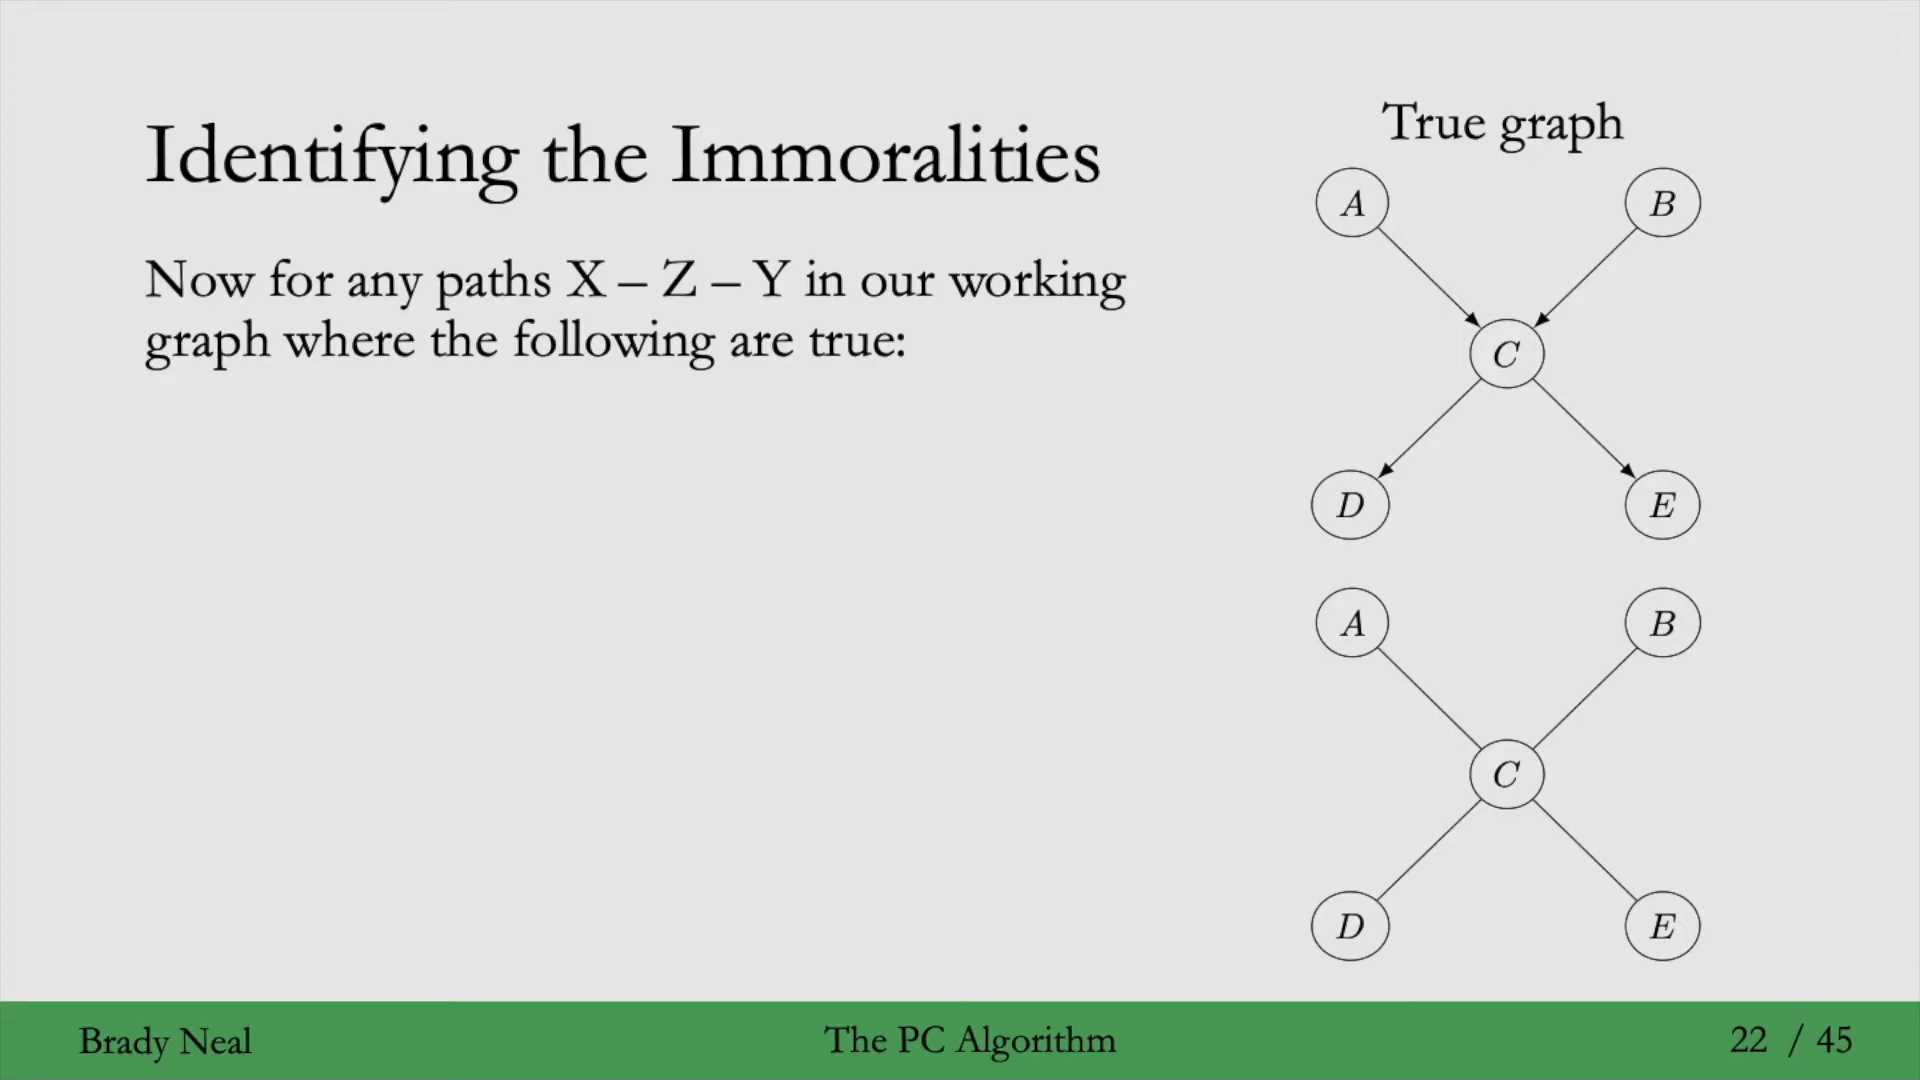 Identifying the Immoralities
Now for any paths X – Z – Y in our working
graph where the following are true:
True graph
A
B
C
D
E
A
B
C
D
E
Brady Neal
The PC Algorithm
22 / 45